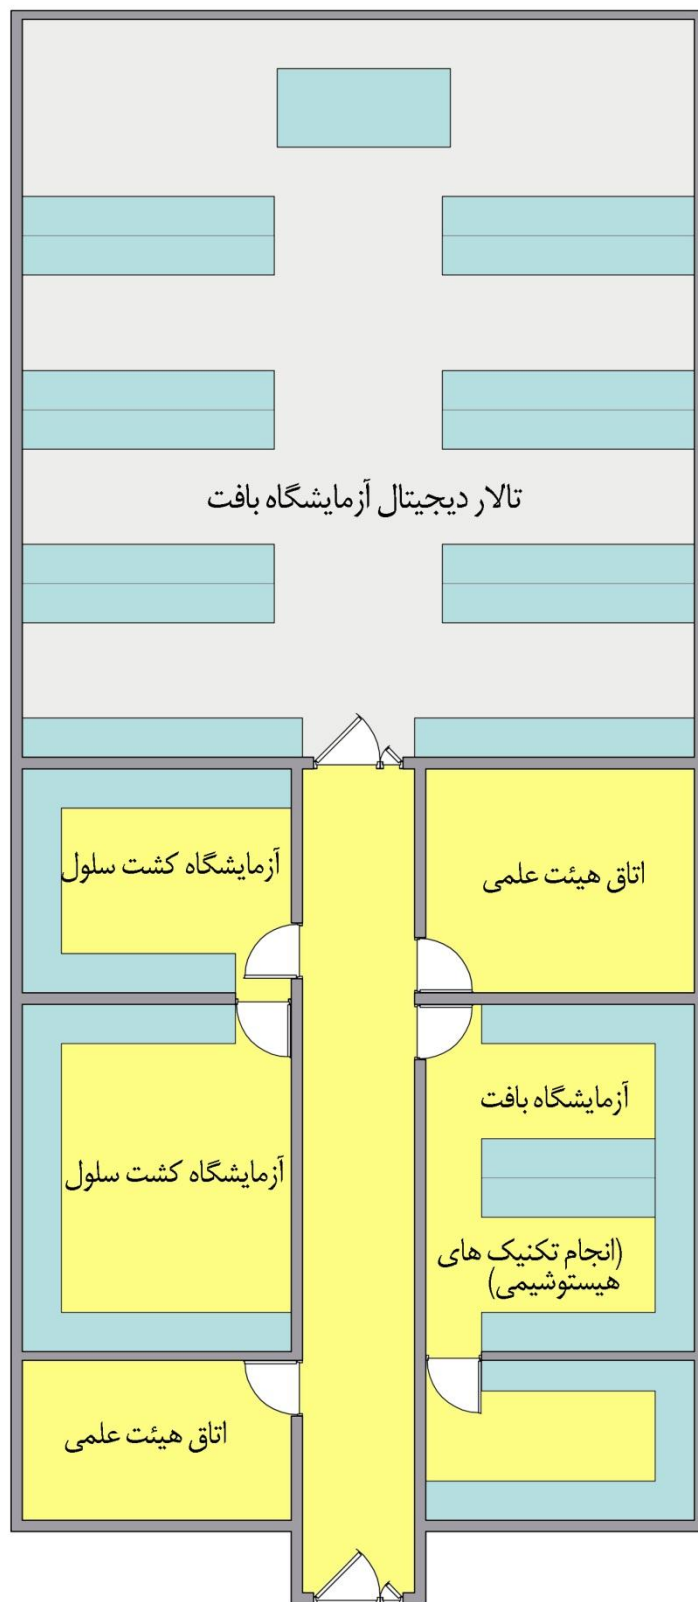 تالار دیجیتال آزمایشگاه بافت
آزمایشگاه کشت سلول
اتاق هیئت علمی
آزمایشگاه بافت
آزمایشگاه کشت سلول
(انجام تکنیک های
هیستوشیمی)
اتاق هیئت علمی